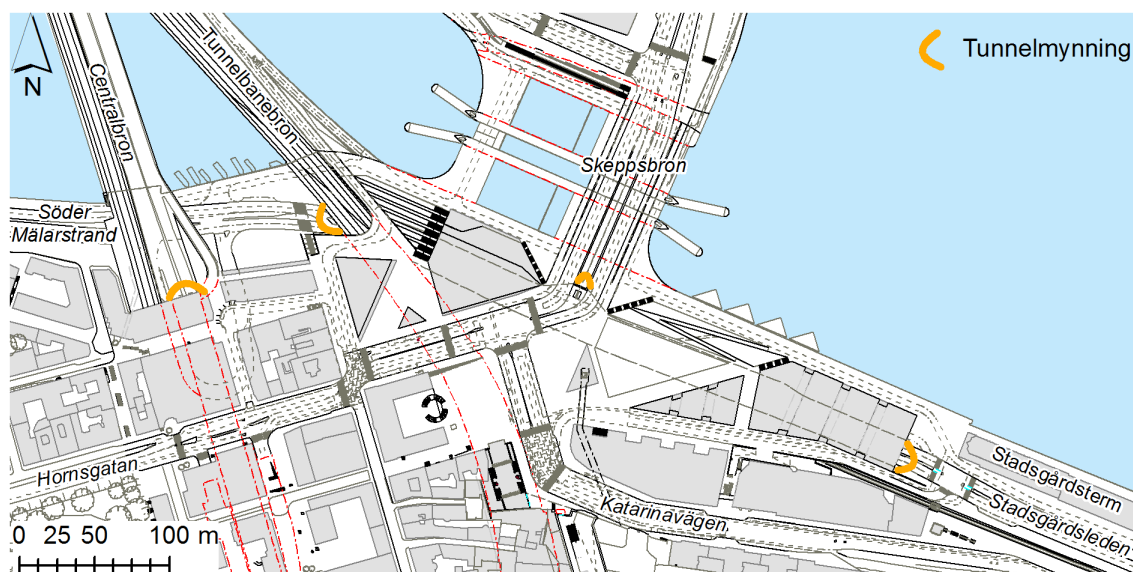 Tunnelmynning
N
Centralbron
Tunnelbanebron
Skeppsbron
Söder
Mälarstrand
Hornsgatan
Katarinavägen
Stadsgårdsterm
Stadsgårdsleden
0 25 50 100 m